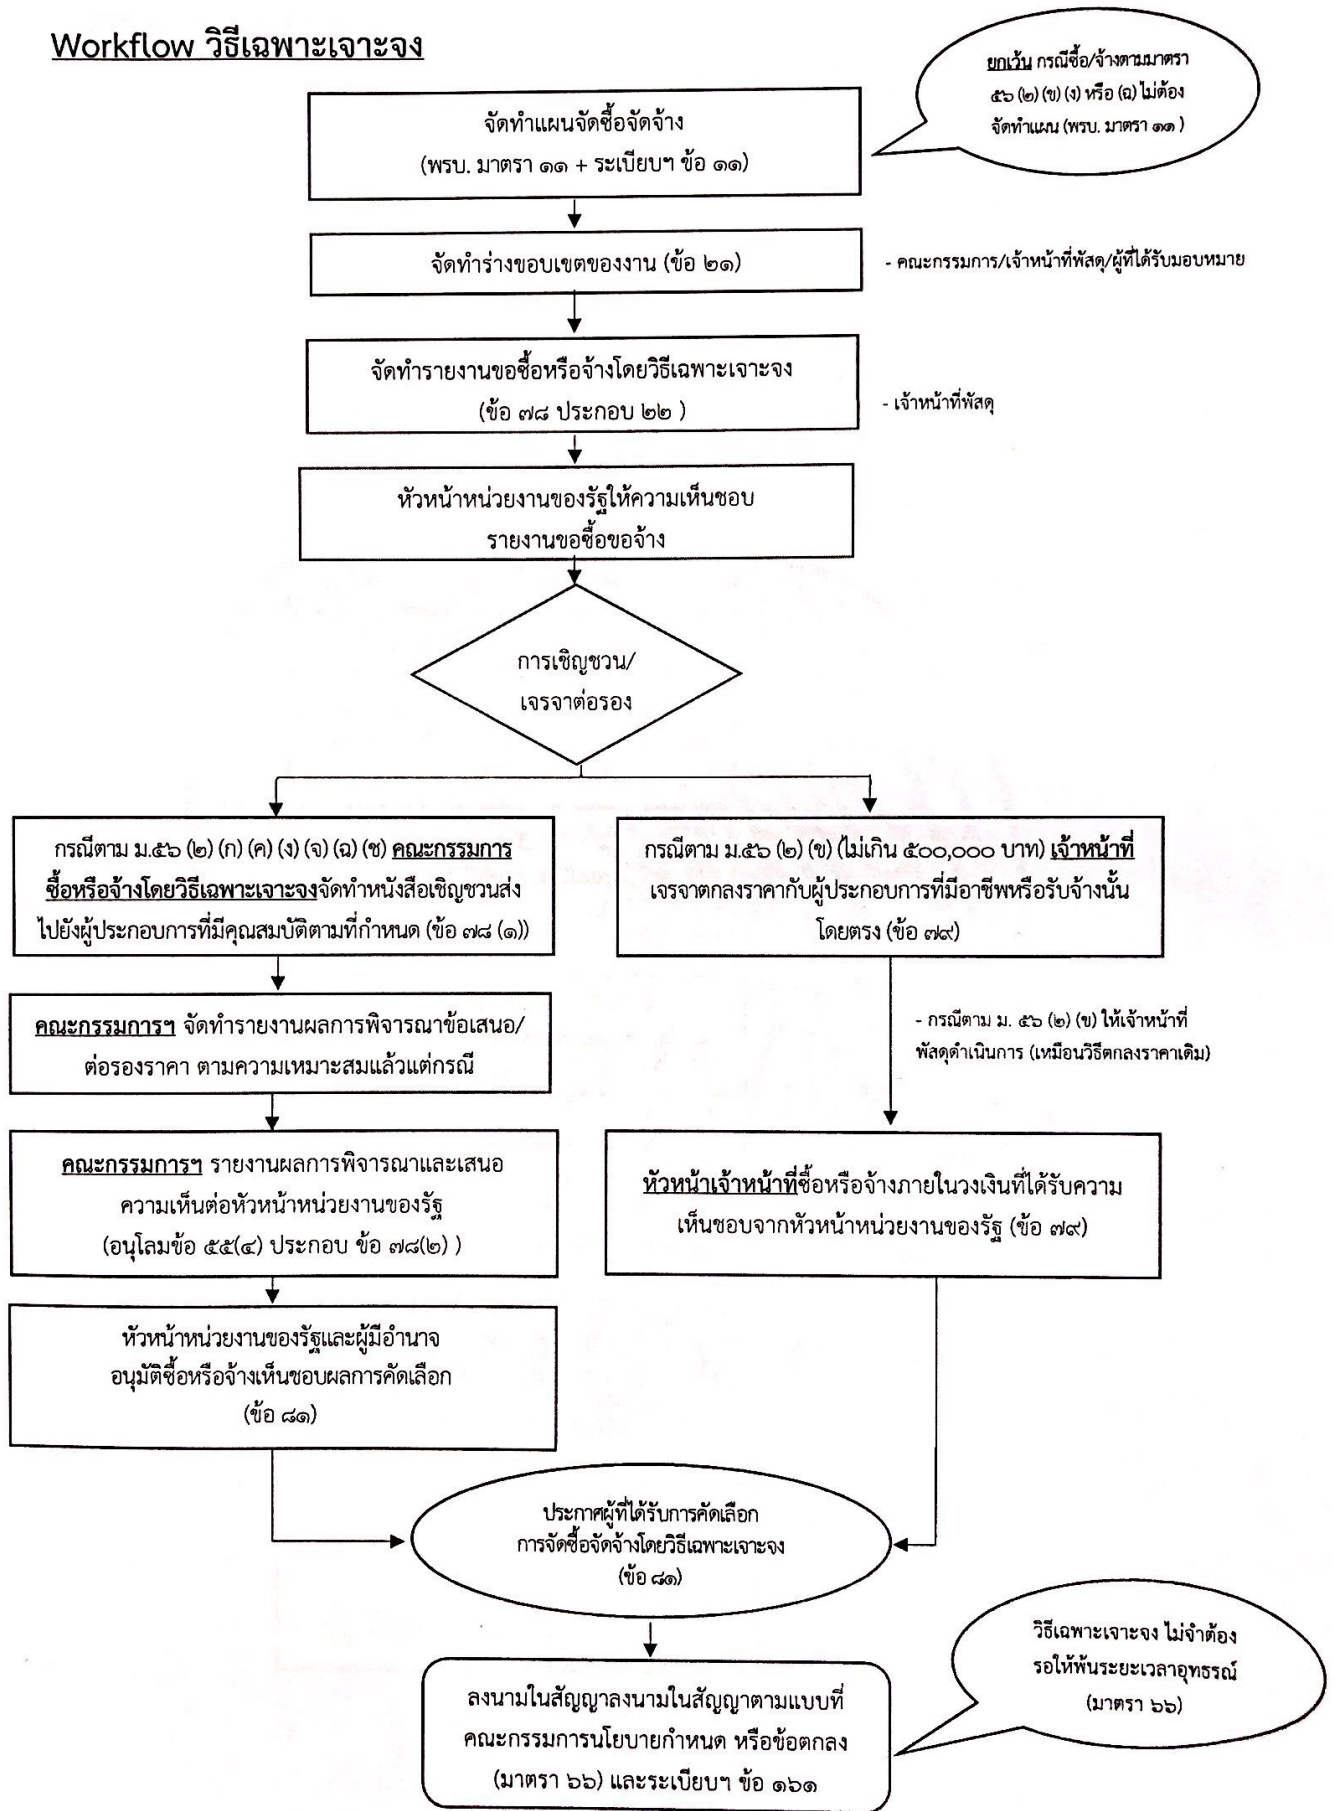 Workflow วิธีเฉพาะเจาะจง
ยกเว้น กรณีซื้อ/จ้างตามมาตรา
๕๖ (๒) (ข) (ง) หรือ (ฉ) ไม่ต้อง
จัดทำแผน (พรบ. มาตรา ๑๑ )
จัดทำแผนจัดซื้อจัดจ้าง
(พรบ. มาตรา ๑๑ + ระเบียบฯ ข้อ ๑๑)
จัดทำร่างขอบเขตของงาน (ข้อ ๒๑)
- คณะกรรมการ/เจ้าหน้าที่พัสดุ/ผู้ที่ได้รับมอบหมาย
จัดทำรายงานขอซื้อหรือจ้างโดยวิธีเฉพาะเจาะจง
(ข้อ ๗๘ ประกอบ ๒๒ )
- เจ้าหน้าที่พัสดุ
หัวหน้าหน่วยงานของรัฐให้ความเห็นชอบ
รายงานขอซื้อขอจ้าง
การเชิญชวน/
เจรจาต่อรอง
กรณีตาม ม.๕๖ (๒) (ก) (ค) (ง) (จ) (ฉ) (ช) คณะกรรมการ
ซื้อหรือจ้างโดยวิธีเฉพาะเจาะจงจัดทำหนังสือเชิญชวนส่ง
ไปยังผู้ประกอบการที่มีคุณสมบัติตามที่กำหนด (ข้อ ๗๘ (๑))
กรณีตาม ม.๕๖ (๒) (ข) (ไม่เกิน ๕๐๐,๐๐๐ บาท) เจ้าหน้าที่
เจรจาตกลงราคากับผู้ประกอบการที่มีอาชีพหรือรับจ้างนั้น
โดยตรง (ข้อ ๗๙)
คณะกรรมการฯ จัดทำรายงานผลการพิจารณาข้อเสนอ/
ต่อรองราคา ตามความเหมาะสมแล้วแต่กรณี
- กรณีตาม ม. ๕๖ (๒) (ข) ให้เจ้าหน้าที่
พัสดุดำเนินการ (เหมือนวิธีตกลงราคาเดิม)
คณะกรรมการฯ รายงานผลการพิจารณาและเสนอ
ความเห็นต่อหัวหน้าหน่วยงานของรัฐ
(อนุโลมข้อ ๕๕(๔) ประกอบ ข้อ ๗๘(๒) )
หัวหน้าเจ้าหน้าที่ซื้อหรือจ้างภายในวงเงินที่ได้รับความ
เห็นชอบจากหัวหน้าหน่วยงานของรัฐ (ข้อ ๗๙)
หัวหน้าหน่วยงานของรัฐและผู้มีอำนาจ
อนุมัติซื้อหรือจ้างเห็นชอบผลการคัดเลือก
(ข้อ ๘๑)
ประกาศผู้ที่ได้รับการคัดเลือก
การจัดซื้อจัดจ้างโดยวิธีเฉพาะเจาะจง
(ข้อ ๘๑)
วิธีเฉพาะเจาะจง ไม่จำต้อง
รอให้พ้นระยะเวลาอุทธรณ์
(มาตรา ๖๖)
ลงนามในสัญญาลงนามในสัญญาตามแบบที่
คณะกรรมการนโยบายกำหนด หรือข้อตกลง
(มาตรา ๖๖) และระเบียบฯ ข้อ ๑๖๑